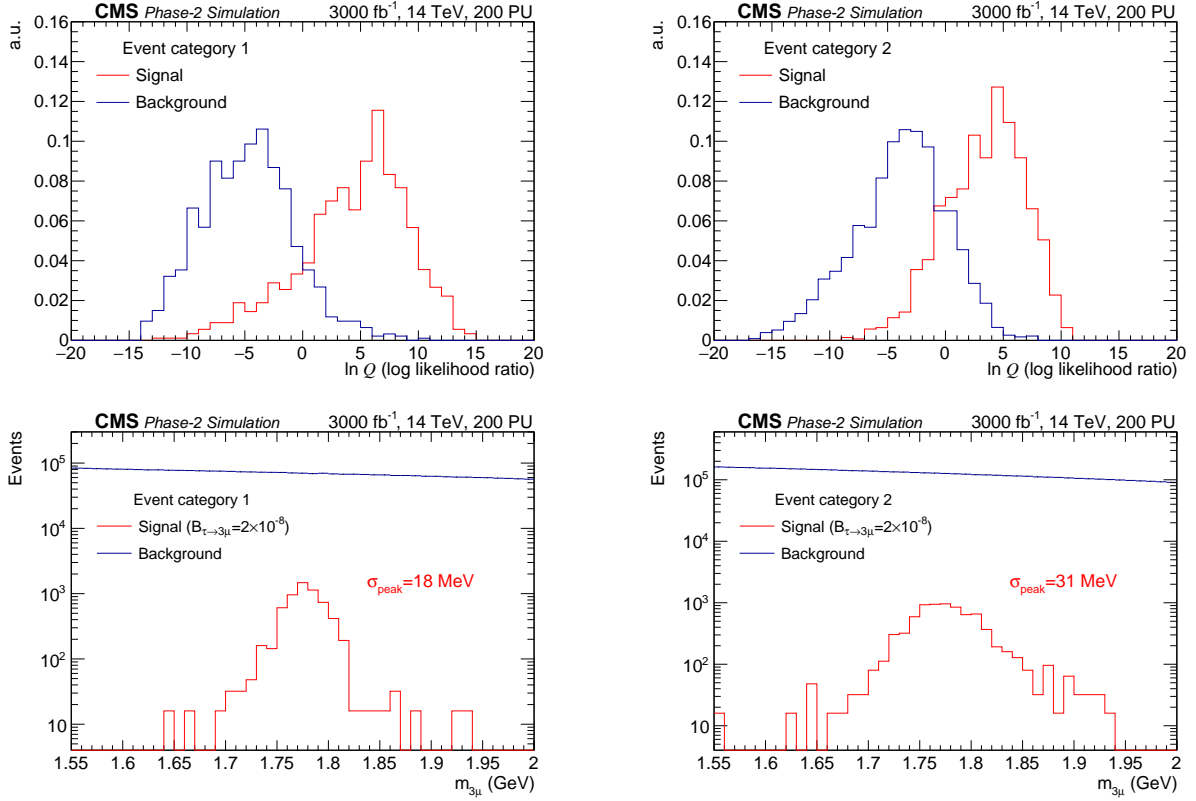 CMS Phase-2 Simulation 3000 fb⁻¹, 14 TeV, 200 PU
a.u.
Event category 1
Signal
Background
0.16
0.14
0.12
0.1
0.08
0.06
0.04
0.02
0
−20 −15 −10 −5 0 5 10 15 20
ln Q (log likelihood ratio)
CMS Phase-2 Simulation 3000 fb⁻¹, 14 TeV, 200 PU
a.u.
Event category 2
Signal
Background
0.16
0.14
0.12
0.1
0.08
0.06
0.04
0.02
0
−20 −15 −10 −5 0 5 10 15 20
ln Q (log likelihood ratio)
CMS Phase-2 Simulation 3000 fb⁻¹, 14 TeV, 200 PU
Events
10⁵
10⁴
10³
10²
10
Event category 1
Signal (B_τ→3μ=2×10⁻⁸)
Background
σ_peak=18 MeV
1.55 1.6 1.65 1.7 1.75 1.8 1.85 1.9 1.95 2
m_3μ (GeV)
CMS Phase-2 Simulation 3000 fb⁻¹, 14 TeV, 200 PU
Events
10⁵
10⁴
10³
10²
10
Event category 2
Signal (B_τ→3μ=2×10⁻⁸)
Background
σ_peak=31 MeV
1.55 1.6 1.65 1.7 1.75 1.8 1.85 1.9 1.95 2
m_3μ (GeV)